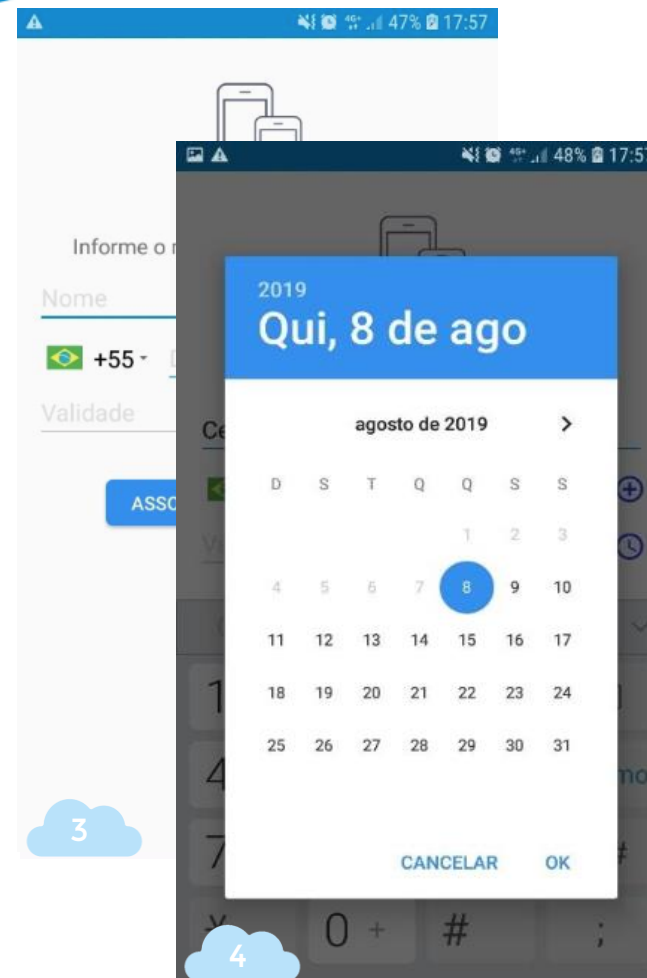 47% 17:57
Informe o
Nome
+55
Validade
3
48% 17:57
2019
Qui, 8 de ago
agosto de 2019
D S T Q Q S S
1 2 3
4 5 6 7 8 9 10
11 12 13 14 15 16 17
18 19 20 21 22 23 24
25 26 27 28 29 30 31
CANCELAR OK
1
4
7
0 + # ;
4